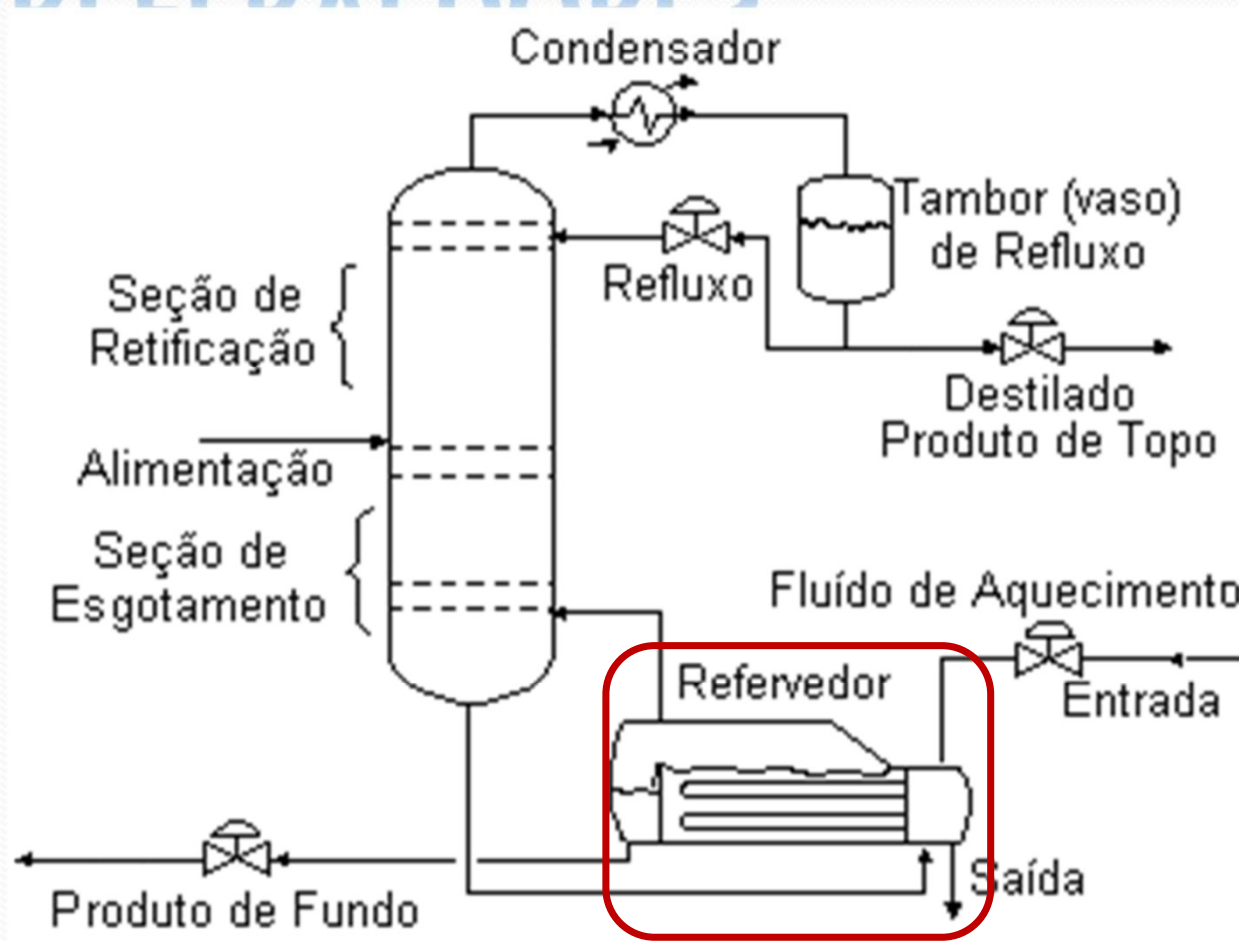 Condensador
Tambor (vaso)
de Refluxo
Refluxo
Seção de
Retificação
Destilado
Produto de Topo
Alimentação
Seção de
Esgotamento
Fluído de Aquecimento
Refervedor
Entrada
Saída
Produto de Fundo